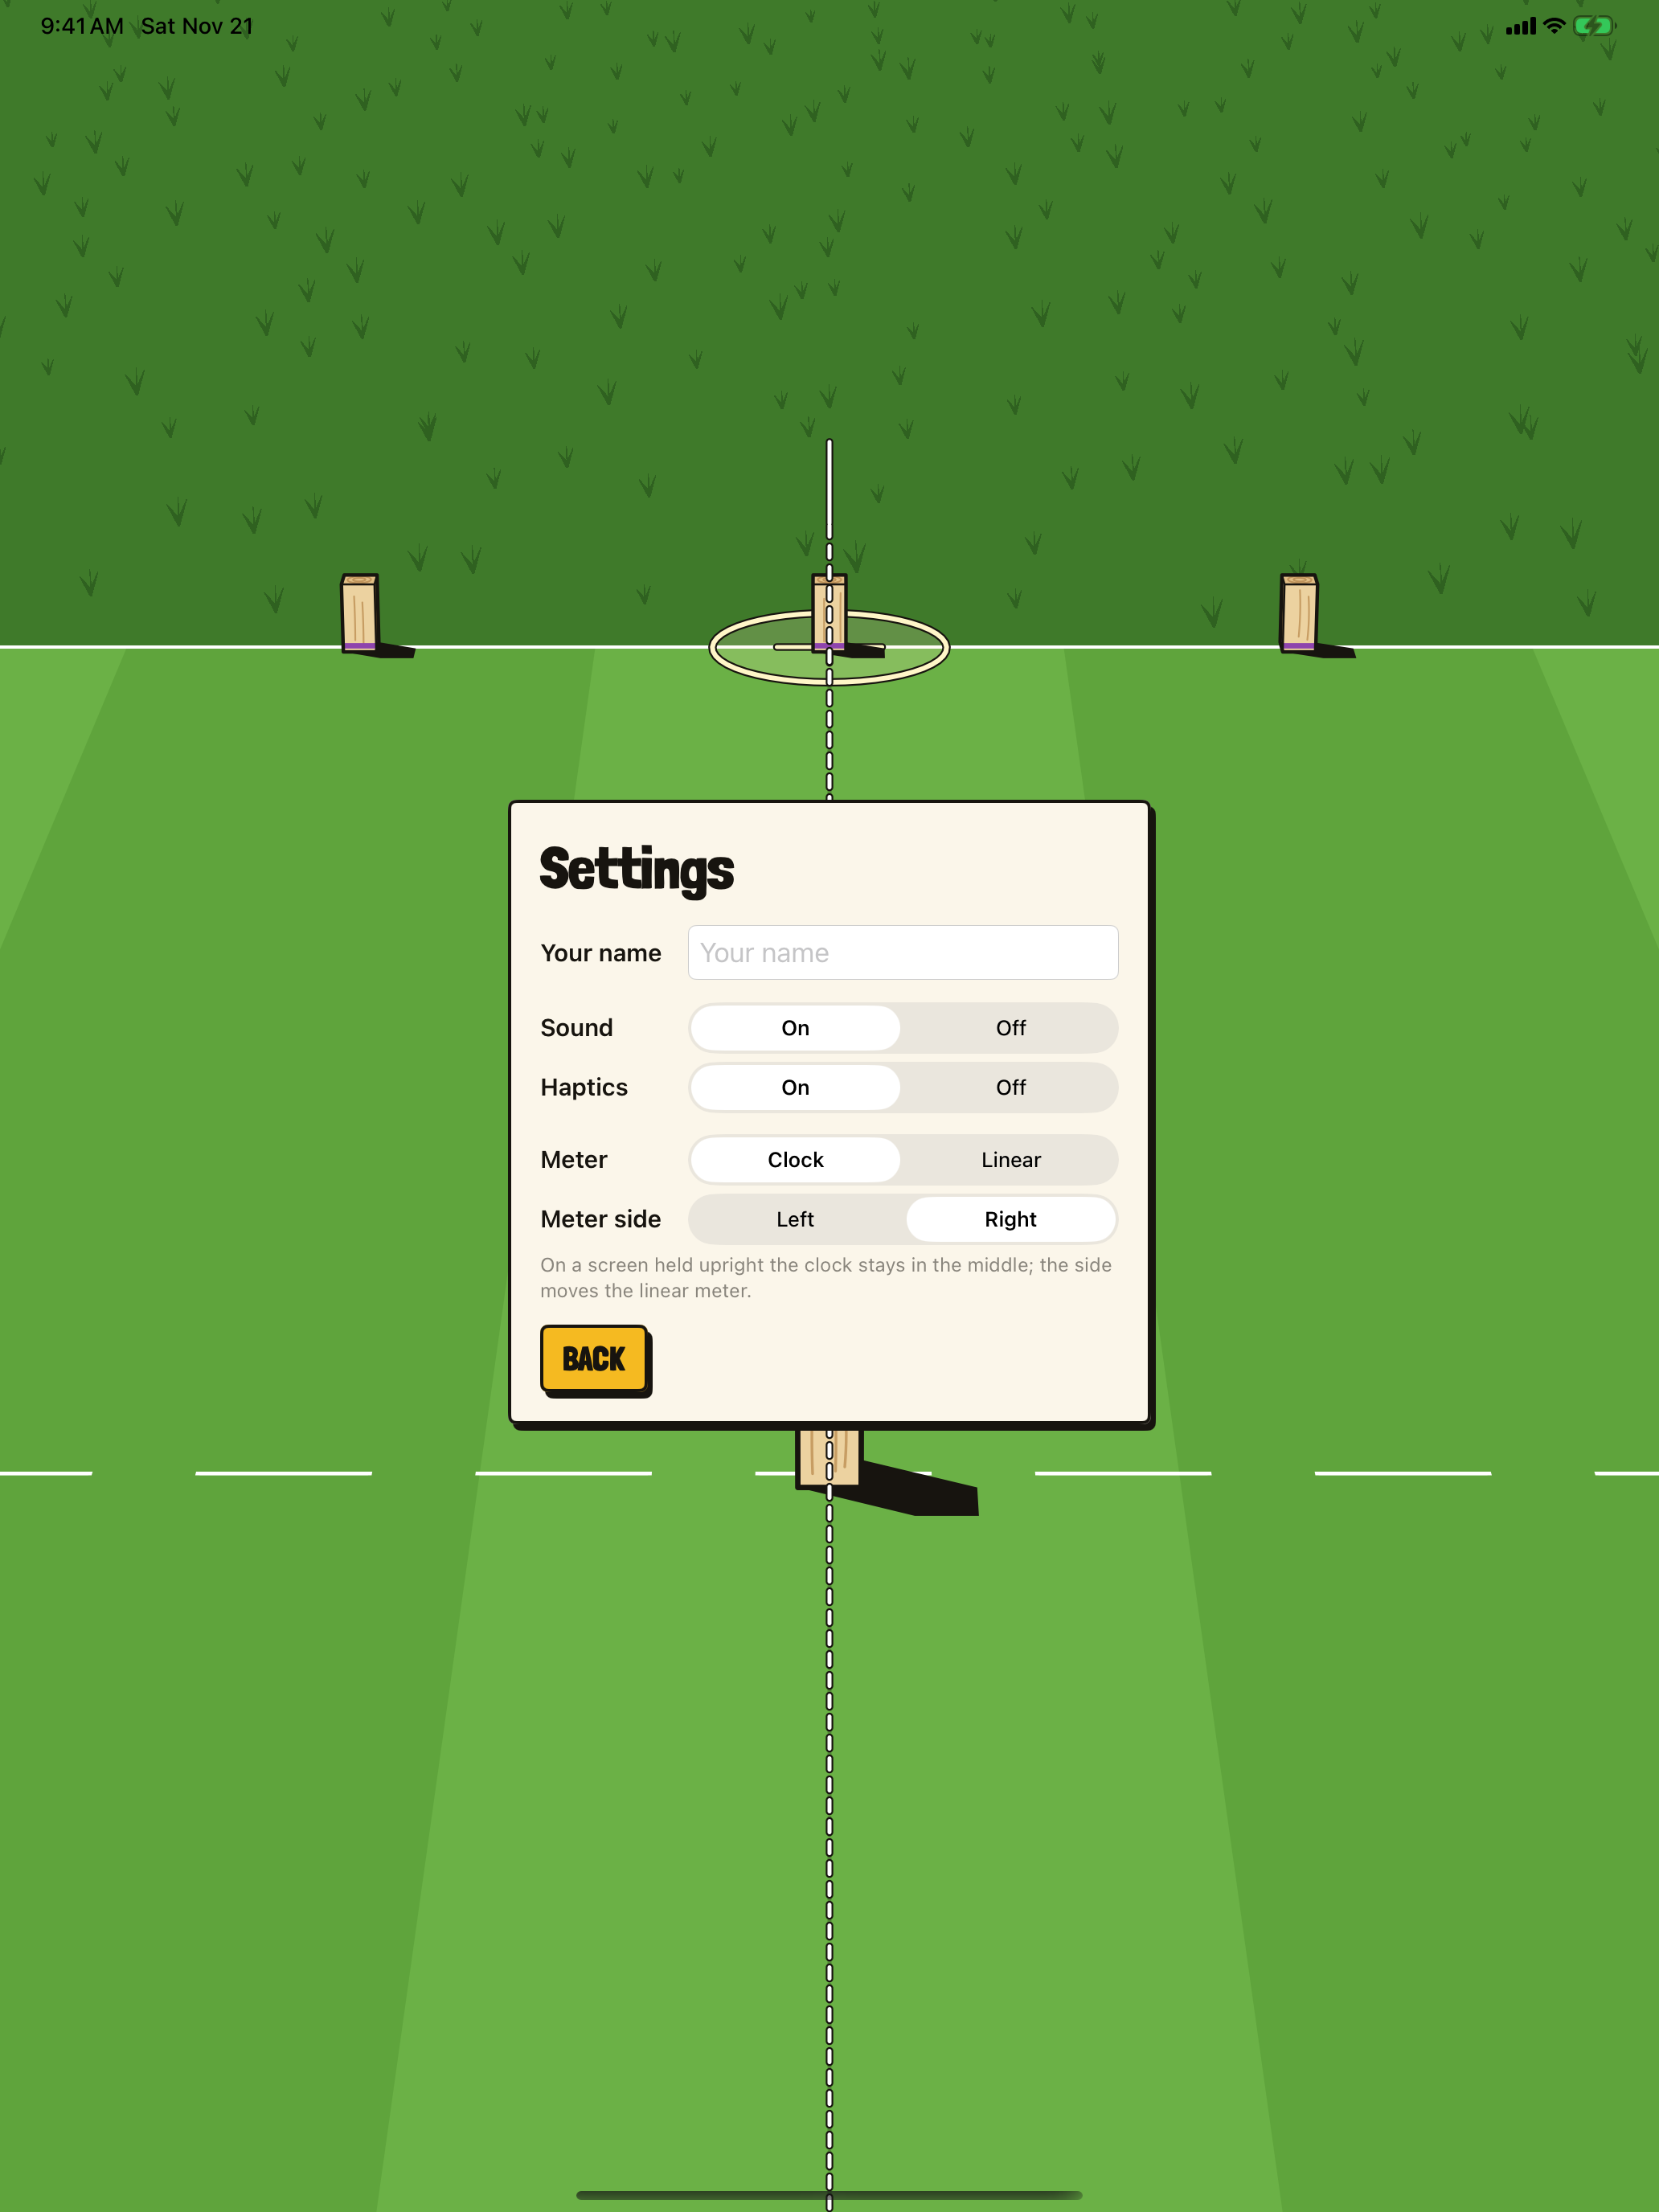 9:41 AM Sat Nov 21
Settings
Your name Your name
Sound On Off
Haptics On Off
Meter Clock Linear
Meter side Left Right
On a screen held upright the clock stays in the middle; the side
moves the linear meter.
BACK